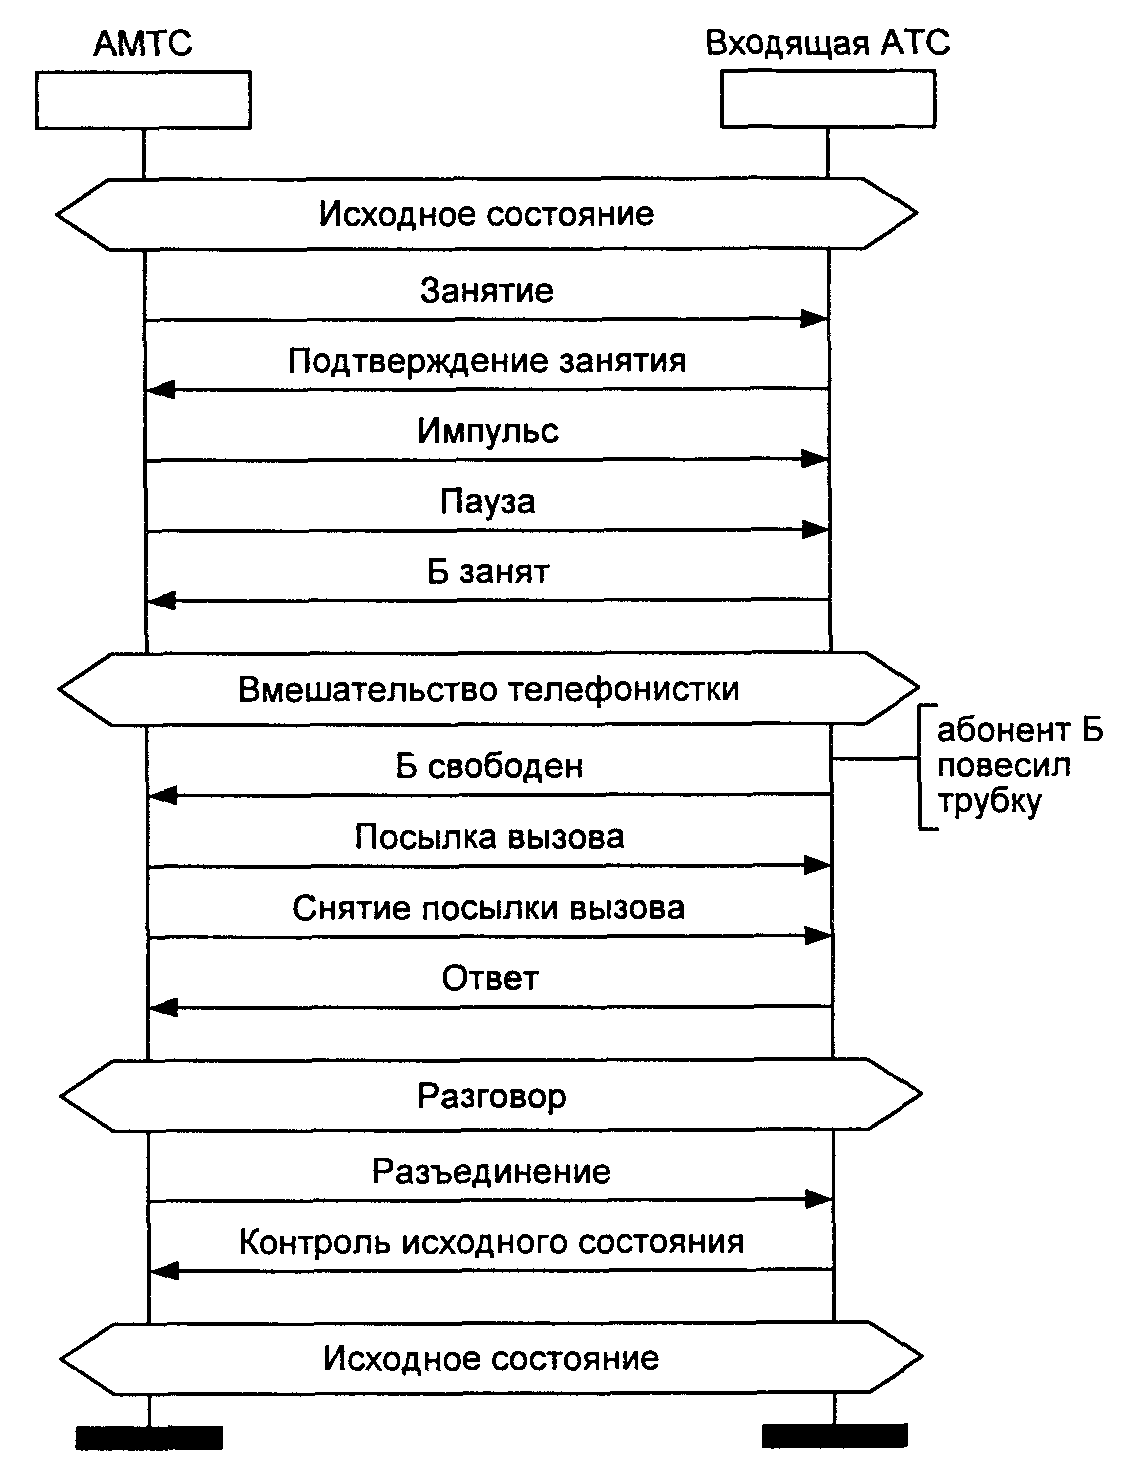 АМТС
Входящая АТС
Исходное состояние
Занятие
Подтверждение занятия
Импульс
Пауза
Б занят
Вмешательство телефонистки
абонент Б
повесил
трубку
Б свободен
Посылка вызова
Снятие посылки вызова
Ответ
Разговор
Разъединение
Контроль исходного состояния
Исходное состояние